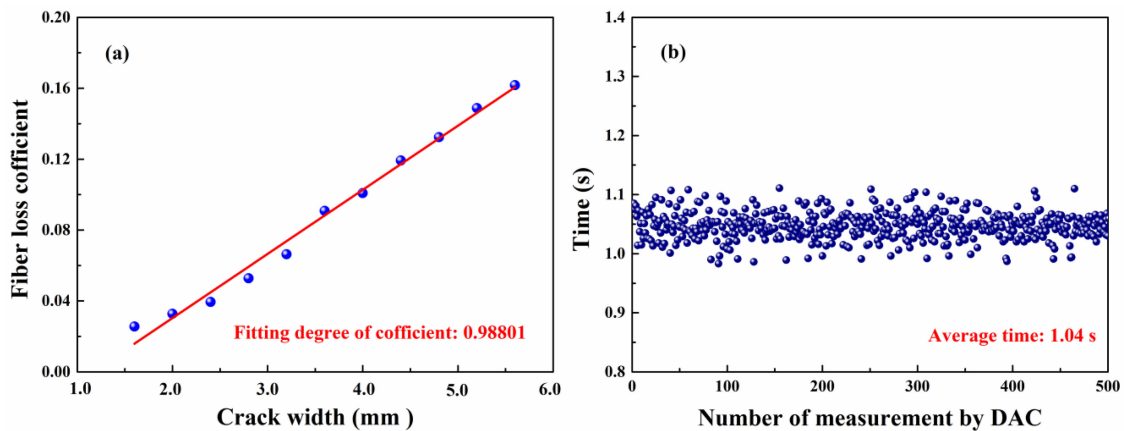 (a)
0.20
0.16
0.12
0.08
0.04
0.00
Fiber loss cofficient
Fitting degree of cofficient: 0.98801
1.0 2.0 3.0 4.0 5.0 6.0
Crack width (mm )
(b)
1.4
1.3
1.2
1.1
1.0
0.9
0.8
Time (s)
Average time: 1.04 s
0 100 200 300 400 500
Number of measurement by DAC